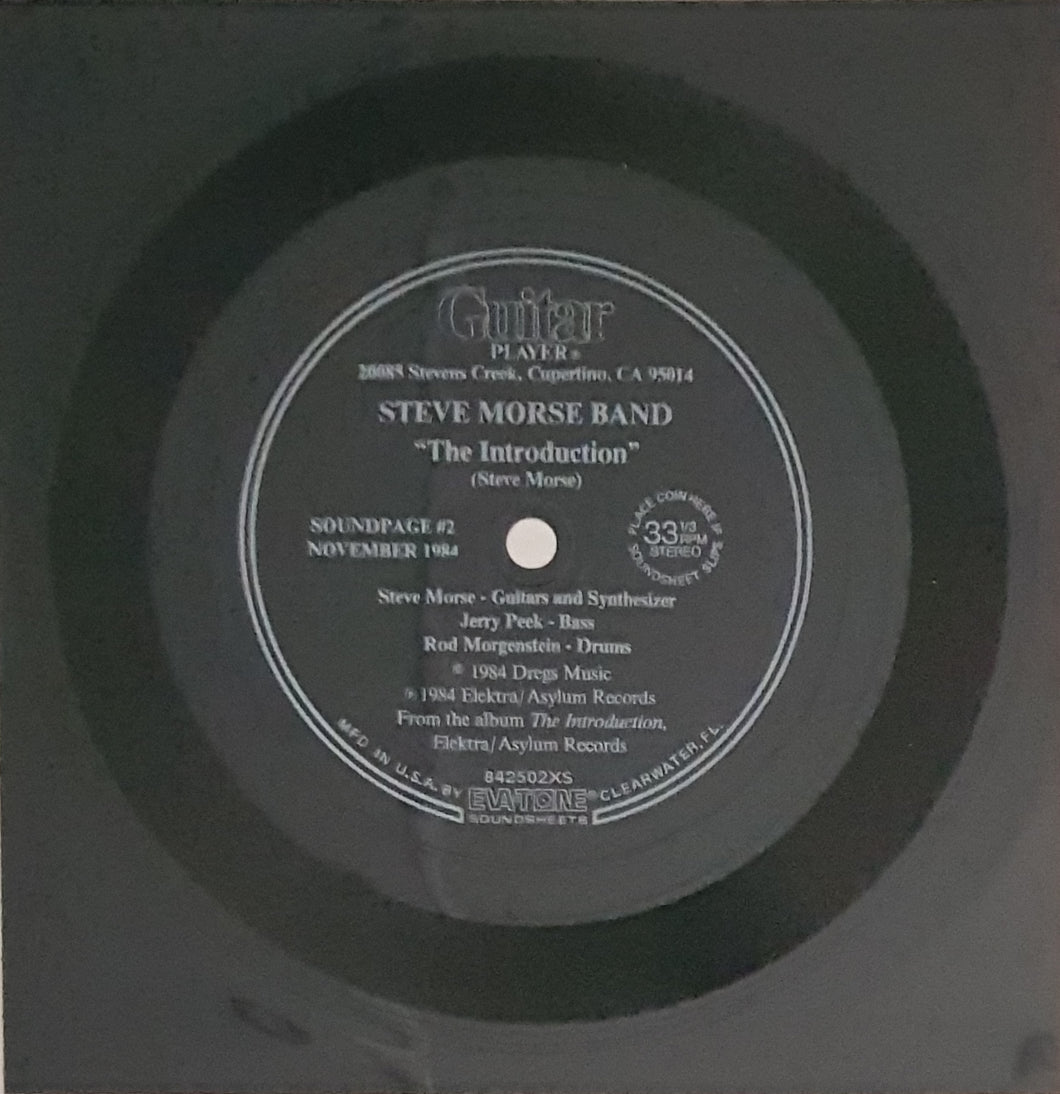 Guitar
PLAYER®
20085 Stevens Creek, Cupertino, CA 95014
STEVE MORSE BAND
“The Introduction”
(Steve Morse)
SOUNDPAGE #2
NOVEMBER 1984
PLACE COIN HERE IF
SOUNDSHEET SLIPS
33 1/3
RPM
STEREO
Steve Morse - Guitars and Synthesizer
Jerry Peek - Bass
Rod Morgenstein - Drums
© 1984 Dregs Music
℗ 1984 Elektra/Asylum Records
From the album The Introduction,
Elektra/Asylum Records
842502XS
MFD IN U.S.A. BY EVATONE® CLEARWATER, FL.
SOUNDSHEETS